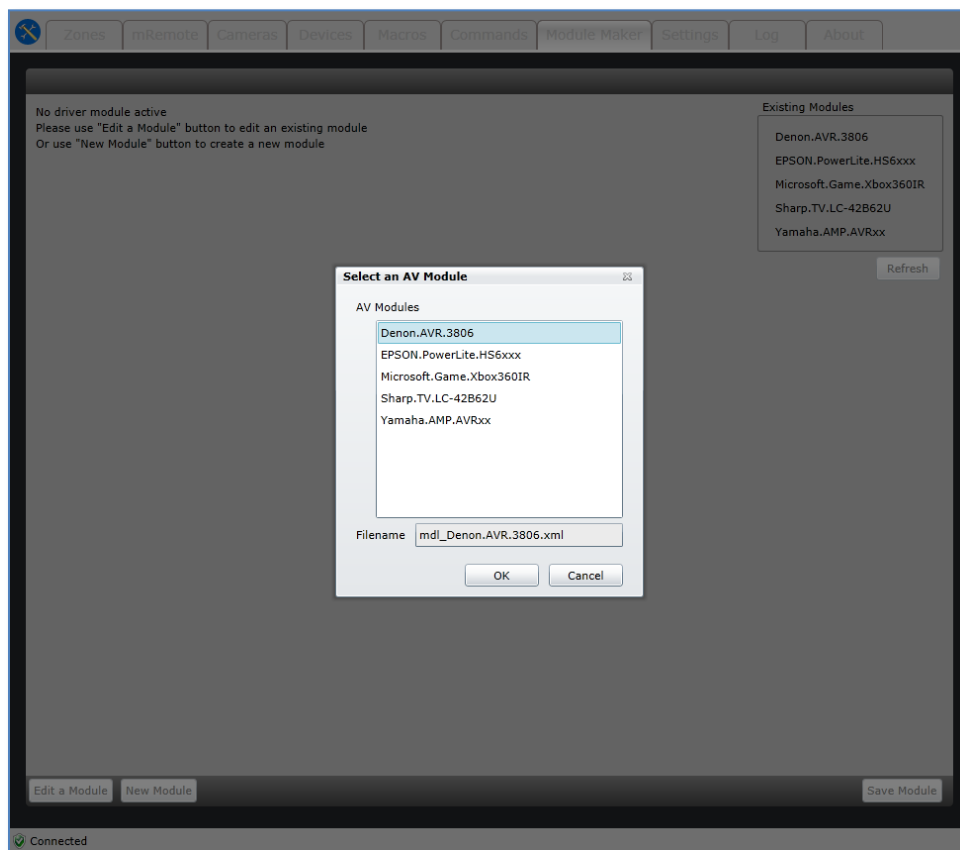 Zones mRemote Cameras Devices Macros Commands Module Maker Settings Log About
No driver module active
Please use "Edit a Module" button to edit an existing module
Or use "New Module" button to create a new module
Existing Modules
Denon.AVR.3806
EPSON.PowerLite.HS6xxx
Microsoft.Game.Xbox360IR
Sharp.TV.LC-42B62U
Yamaha.AMP.AVRxx
Refresh
Select an AV Module
AV Modules
Denon.AVR.3806
EPSON.PowerLite.HS6xxx
Microsoft.Game.Xbox360IR
Sharp.TV.LC-42B62U
Yamaha.AMP.AVRxx
Filename mdl_Denon.AVR.3806.xml
OK Cancel
Edit a Module New Module Save Module
Connected